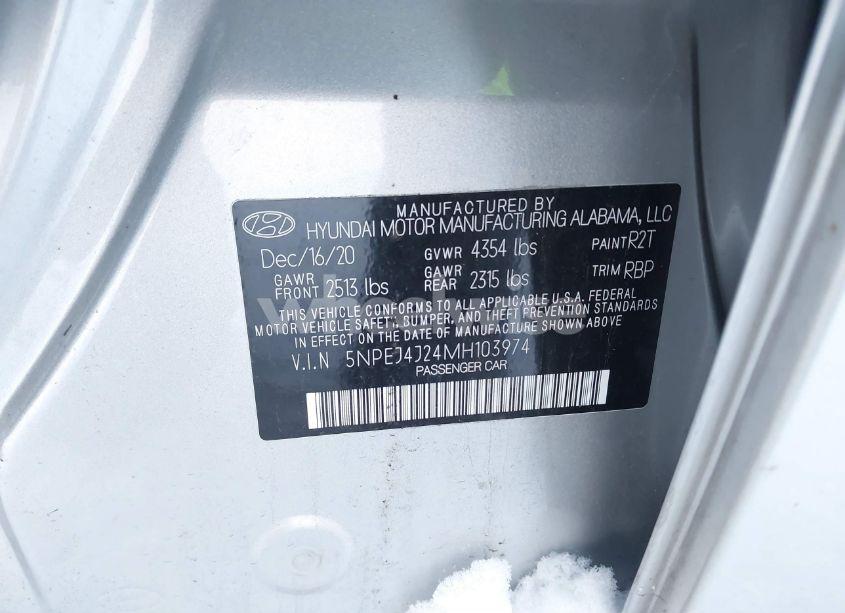 MANUFACTURED BY
HYUNDAI MOTOR MANUFACTURING ALABAMA, LLC
Dec/16/20 GVWR 4354 lbs PAINT R2T
GAWR FRONT 2513 lbs GAWR REAR 2315 lbs TRIM RBP
THIS VEHICLE CONFORMS TO ALL APPLICABLE U.S.A. FEDERAL
MOTOR VEHICLE SAFETY, BUMPER, AND THEFT PREVENTION STANDARDS
IN EFFECT ON THE DATE OF MANUFACTURE SHOWN ABOVE
V.I.N 5NPEJ4J24MH103974
PASSENGER CAR